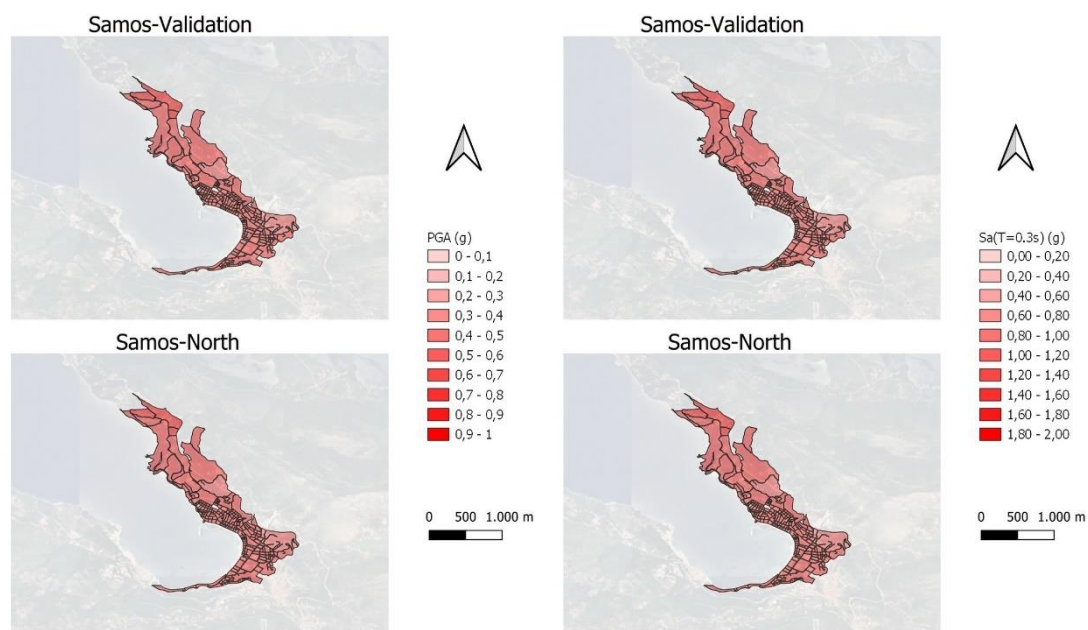 Samos-Validation
Samos-North
PGA (g)
0 - 0,1
0,1 - 0,2
0,2 - 0,3
0,3 - 0,4
0,4 - 0,5
0,5 - 0,6
0,6 - 0,7
0,7 - 0,8
0,8 - 0,9
0,9 - 1
0 500 1.000 m
Samos-Validation
Samos-North
Sa(T=0.3s) (g)
0,00 - 0,20
0,20 - 0,40
0,40 - 0,60
0,60 - 0,80
0,80 - 1,00
1,00 - 1,20
1,20 - 1,40
1,40 - 1,60
1,60 - 1,80
1,80 - 2,00
0 500 1.000 m